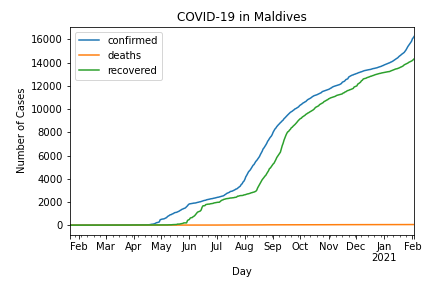 COVID-19 in Maldives
confirmed
deaths
recovered
Number of Cases
16000
14000
12000
10000
8000
6000
4000
2000
0
Feb Mar Apr May Jun Jul Aug Sep Oct Nov Dec Jan Feb
2021
Day